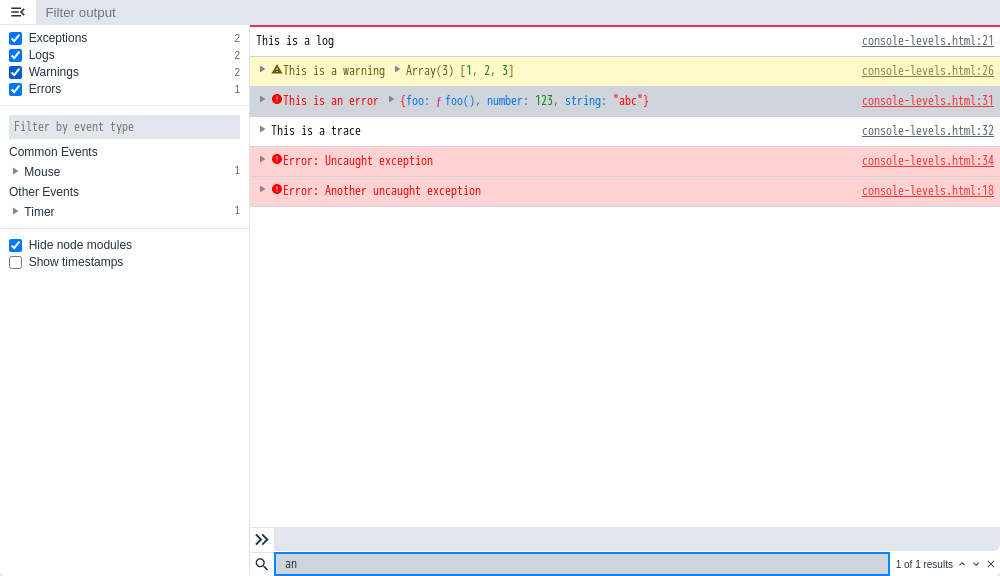 Filter output
Exceptions 2
Logs 2
Warnings 2
Errors 1
Filter by event type
Common Events
Mouse 1
Other Events
Timer 1
Hide node modules
Show timestamps
This is a log console-levels.html:21
This is a warning Array(3) [1, 2, 3] console-levels.html:26
This is an error {foo: ƒ foo(), number: 123, string: "abc"} console-levels.html:31
This is a trace console-levels.html:32
Error: Uncaught exception console-levels.html:34
Error: Another uncaught exception console-levels.html:18
an 1 of 1 results